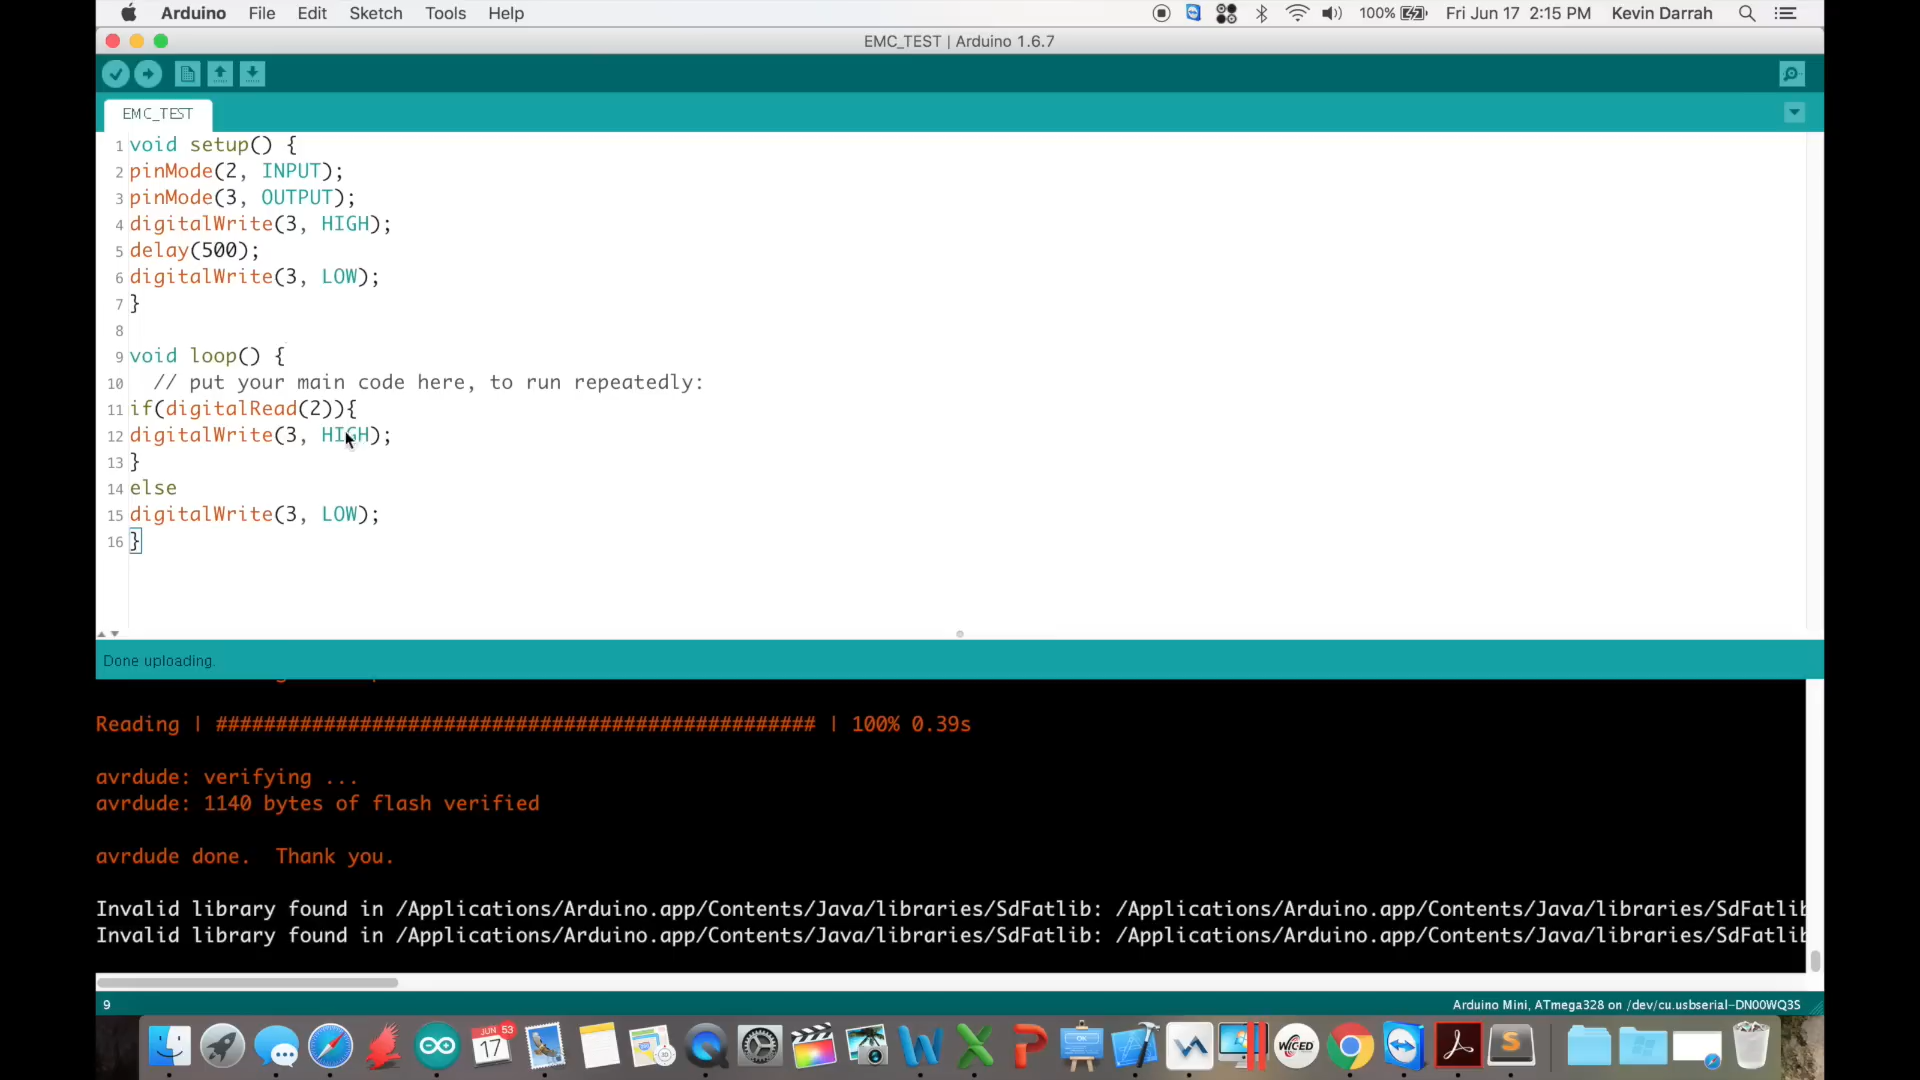 Arduino File Edit Sketch Tools Help 100% Fri Jun 17 2:15 PM Kevin Darrah
EMC_TEST | Arduino 1.6.7
EMC_TEST
1 void setup() {
2 pinMode(2, INPUT);
3 pinMode(3, OUTPUT);
4 digitalWrite(3, HIGH);
5 delay(500);
6 digitalWrite(3, LOW);
7 }
8
9 void loop() {
10 // put your main code here, to run repeatedly:
11 if(digitalRead(2)){
12 digitalWrite(3, HIGH);
13 }
14 else
15 digitalWrite(3, LOW);
16 }
Done uploading.
Reading | ################################################## | 100% 0.39s
avrdude: verifying ...
avrdude: 1140 bytes of flash verified
avrdude done. Thank you.
Invalid library found in /Applications/Arduino.app/Contents/Java/libraries/SdFatlib: /Applications/Arduino.app/Contents/Java/libraries/SdFatlib
Invalid library found in /Applications/Arduino.app/Contents/Java/libraries/SdFatlib: /Applications/Arduino.app/Contents/Java/libraries/SdFatlib
9 Arduino Mini, ATmega328 on /dev/cu.usbserial-DN00WQ3S
JUN 53
17
WICED